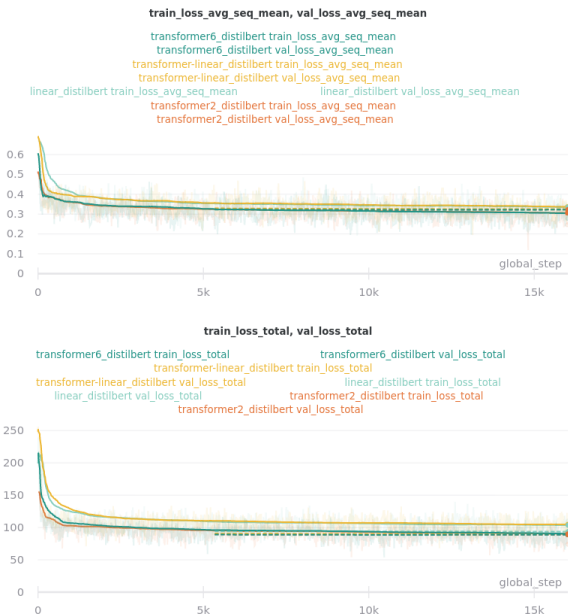 train_loss_avg_seq_mean, val_loss_avg_seq_mean
transformer6_distilbert train_loss_avg_seq_mean
transformer6_distilbert val_loss_avg_seq_mean
transformer-linear_distilbert train_loss_avg_seq_mean
transformer-linear_distilbert val_loss_avg_seq_mean
linear_distilbert train_loss_avg_seq_mean linear_distilbert val_loss_avg_seq_mean
transformer2_distilbert train_loss_avg_seq_mean
transformer2_distilbert val_loss_avg_seq_mean
0.6
0.5
0.4
0.3
0.2
0.1
0
global_step
0 5k 10k 15k
train_loss_total, val_loss_total
transformer6_distilbert train_loss_total transformer6_distilbert val_loss_total
transformer-linear_distilbert train_loss_total
transformer-linear_distilbert val_loss_total linear_distilbert train_loss_total
linear_distilbert val_loss_total transformer2_distilbert train_loss_total
transformer2_distilbert val_loss_total
250
200
150
100
50
0
global_step
0 5k 10k 15k